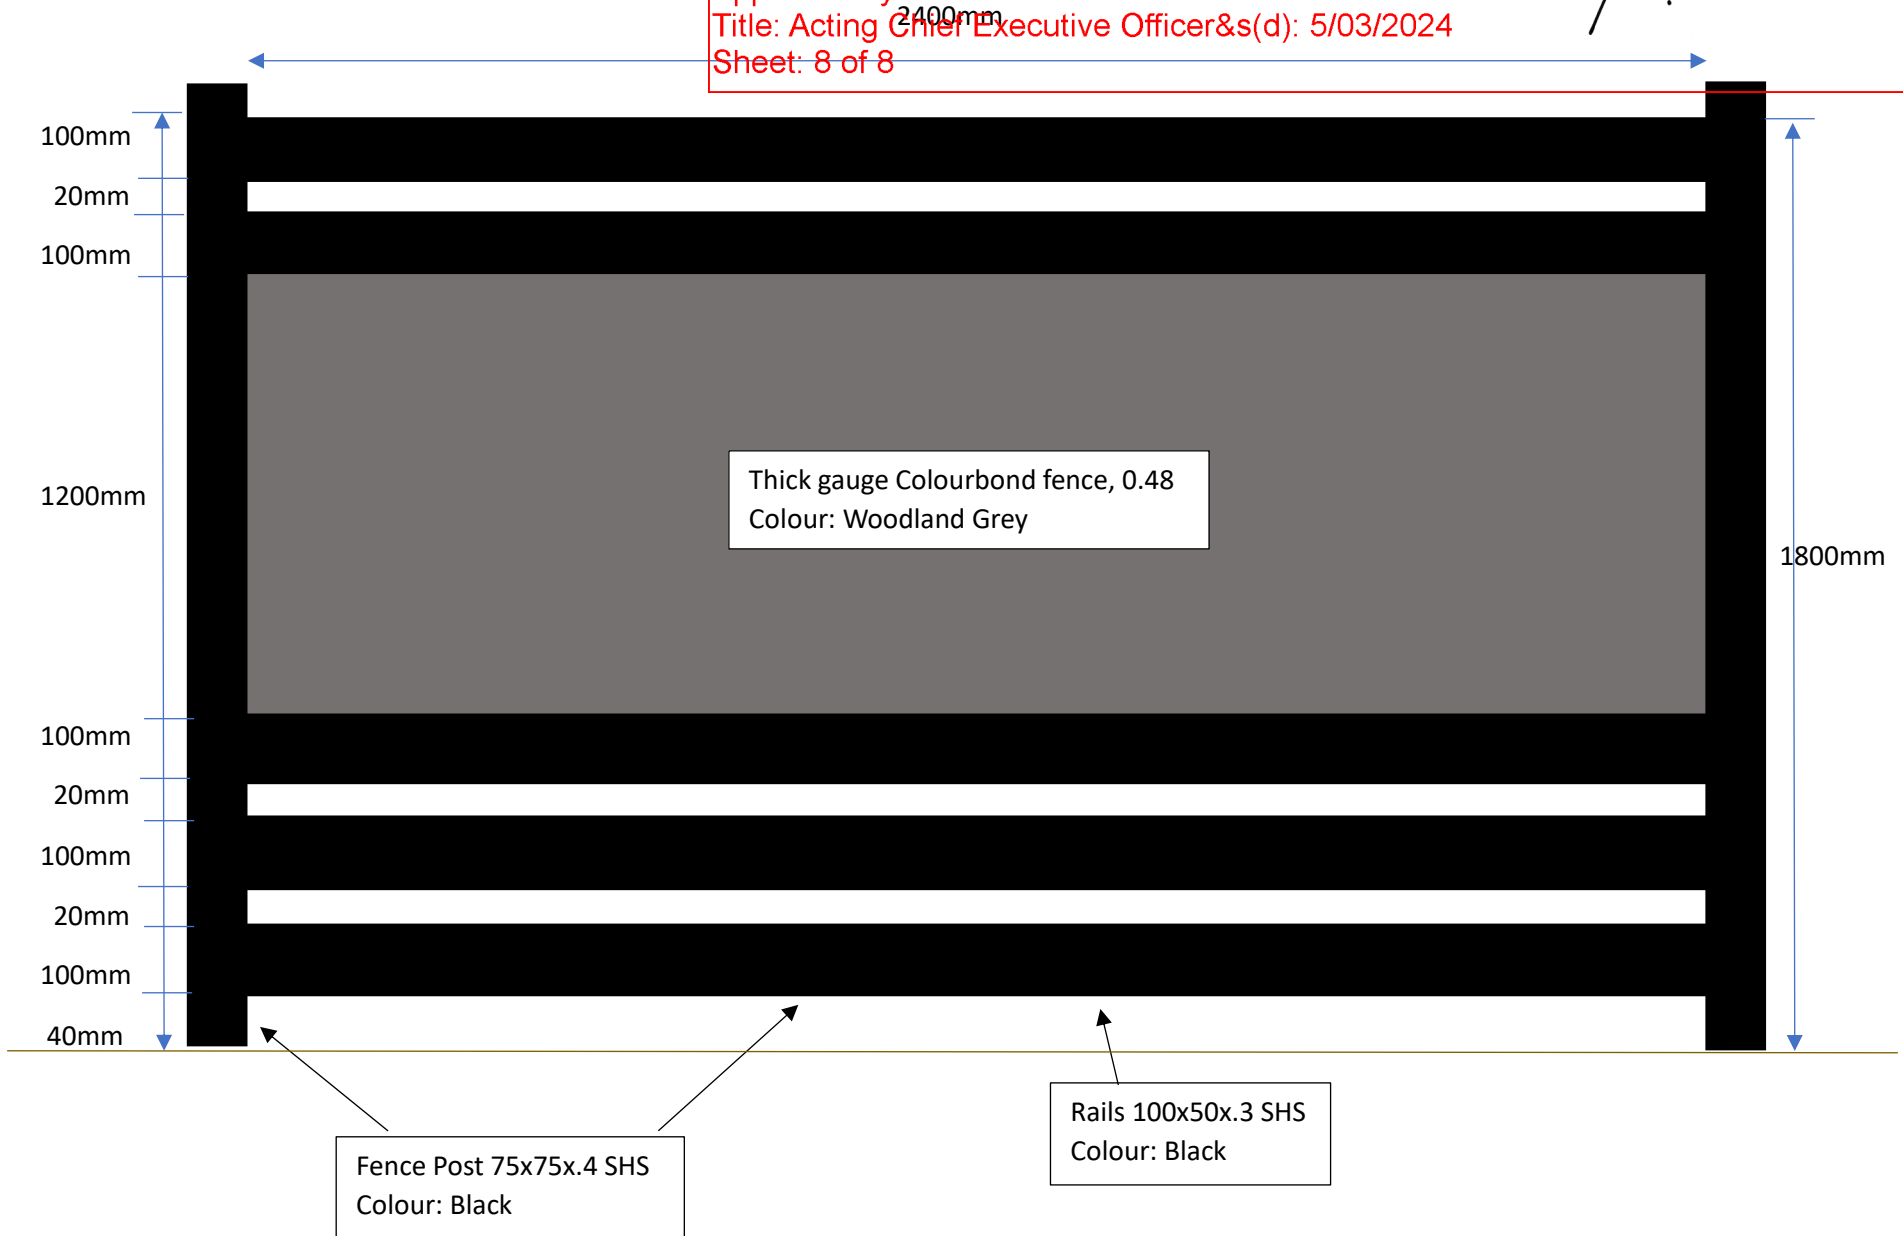 2400mm
Title: Acting Chief Executive Officer&s(d): 5/03/2024
Sheet: 8 of 8
100mm
20mm
100mm
1200mm
Thick gauge Colourbond fence, 0.48
Colour: Woodland Grey
1800mm
100mm
20mm
100mm
20mm
100mm
40mm
Rails 100x50x.3 SHS
Colour: Black
Fence Post 75x75x.4 SHS
Colour: Black